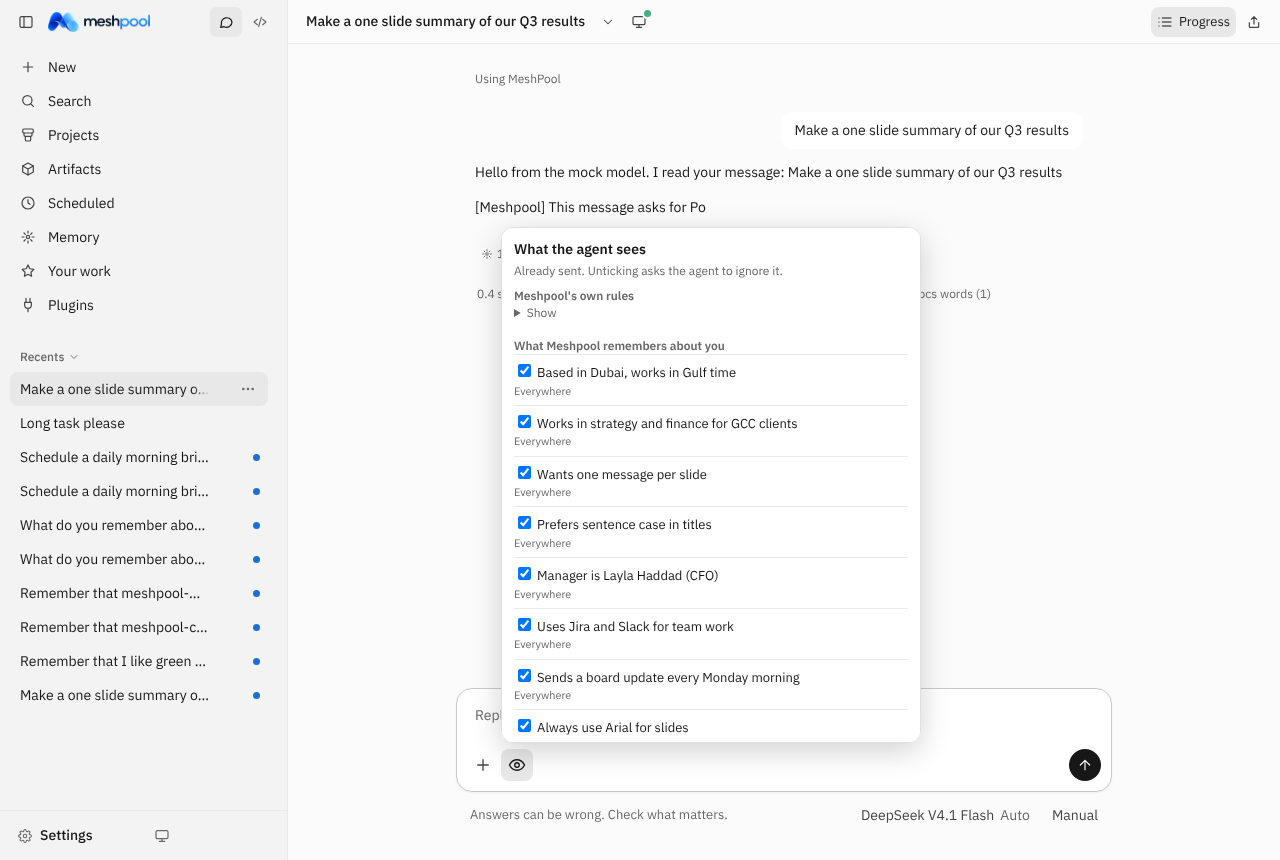 meshpool
New
Search
Projects
Artifacts
Scheduled
Memory
Your work
Plugins
Recents
Make a one slide summary o...
Long task please
Schedule a daily morning bri...
Schedule a daily morning bri...
What do you remember abo...
What do you remember abo...
Remember that meshpool-...
Remember that meshpool-c...
Remember that I like green ...
Make a one slide summary o...
Settings
Make a one slide summary of our Q3 results
Progress
Using MeshPool
Make a one slide summary of our Q3 results
Hello from the mock model. I read your message: Make a one slide summary of our Q3 results
[Meshpool] This message asks for Po
1
0.4 s
ocs words (1)
What the agent sees
Already sent. Unticking asks the agent to ignore it.
Meshpool's own rules
Show
What Meshpool remembers about you
Based in Dubai, works in Gulf time
Everywhere
Works in strategy and finance for GCC clients
Everywhere
Wants one message per slide
Everywhere
Prefers sentence case in titles
Everywhere
Manager is Layla Haddad (CFO)
Everywhere
Uses Jira and Slack for team work
Everywhere
Sends a board update every Monday morning
Everywhere
Always use Arial for slides
Repl
Answers can be wrong. Check what matters.
DeepSeek V4.1 Flash Auto
Manual